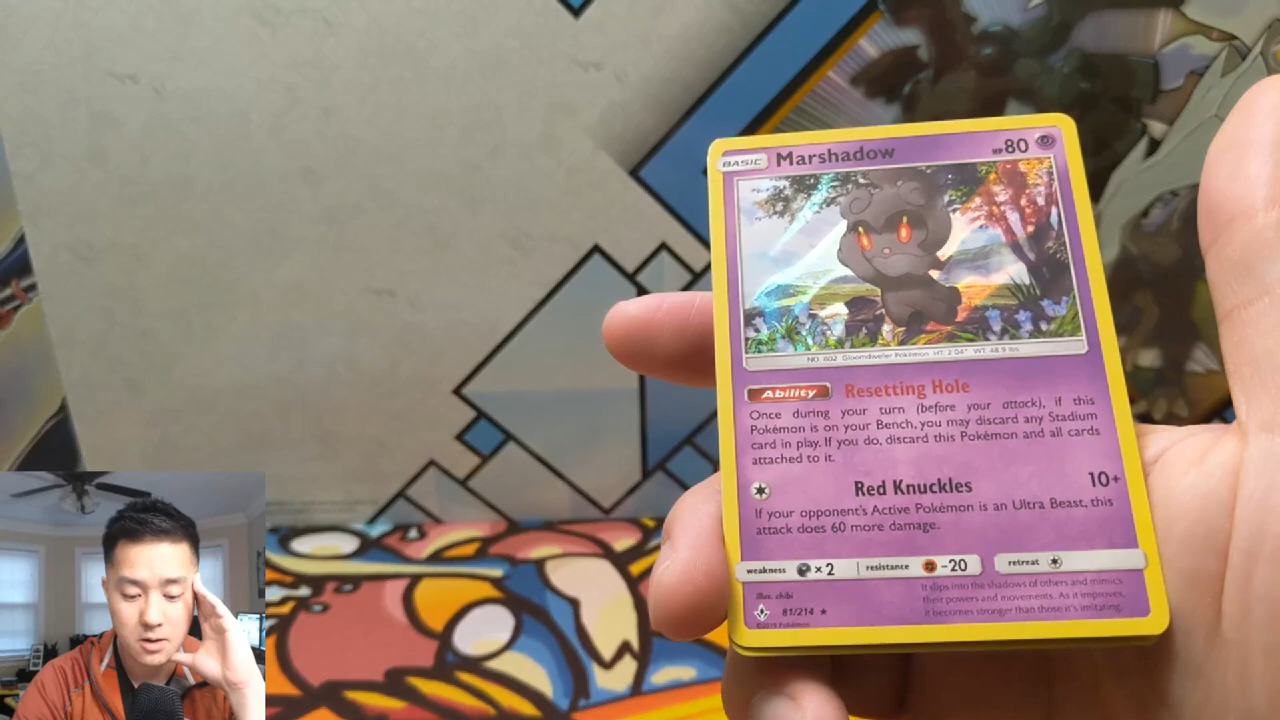 BASIC Marshadow HP 80
NO. 802 Gloomdweller Pokémon HT: 2'04" WT: 48.9 lbs
Ability Resetting Hole
Once during your turn (before your attack), if this
Pokémon is on your Bench, you may discard any Stadium
card in play. If you do, discard this Pokémon and all cards
attached to it.
Red Knuckles 10+
If your opponent's Active Pokémon is an Ultra Beast, this
attack does 60 more damage.
weakness ×2 resistance -20 retreat
Illus. chibi
It slips into the shadows of others and mimics
their powers and movements. As it improves,
it becomes stronger than those it's imitating.
81/214 ★
©2019 Pokémon